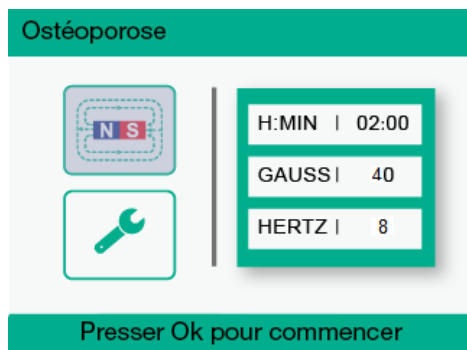 Ostéoporose
N S
H:MIN | 02:00
GAUSS | 40
HERTZ | 8
Presser Ok pour commencer